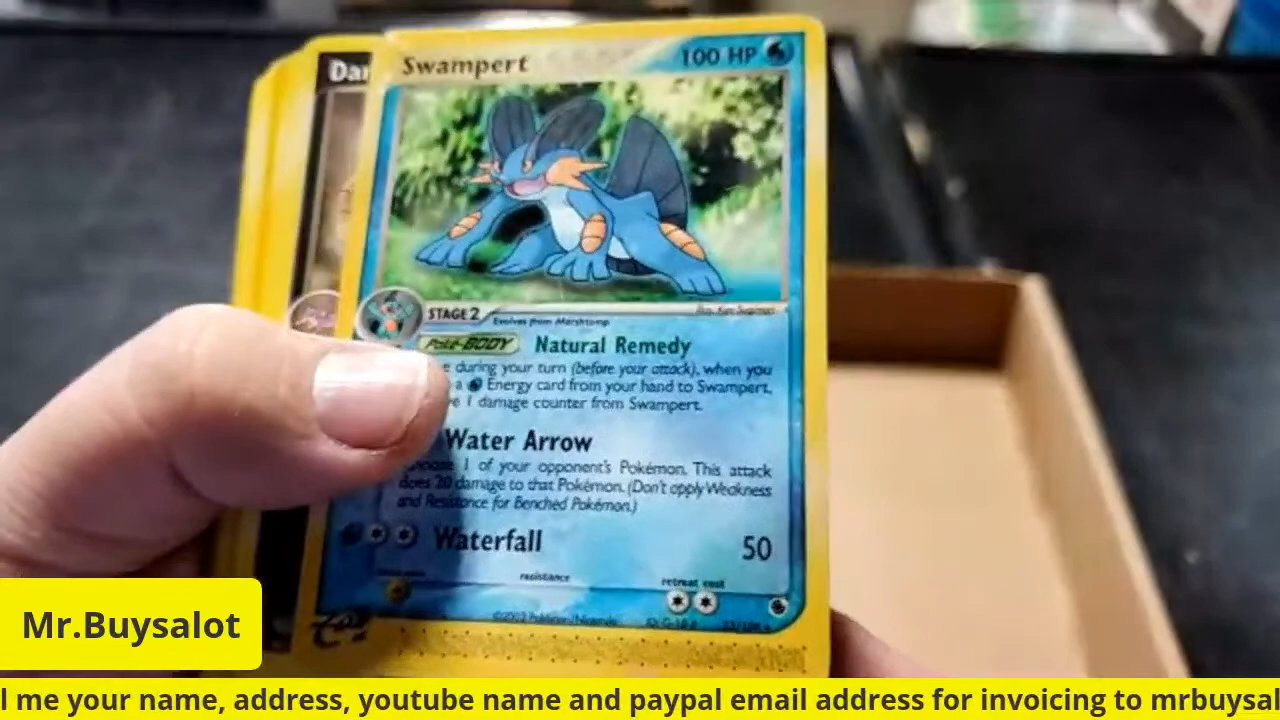 Dar
Swampert
100 HP
STAGE 2
Evolves from Marshtomp
Poké-BODY Natural Remedy
during your turn (before your attack), when you
a Energy card from your hand to Swampert,
1 damage counter from Swampert.
Water Arrow
1 of your opponent's Pokémon. This attack
does 20 damage to that Pokémon. (Don't apply Weakness
and Resistance for Benched Pokémon.)
Waterfall 50
resistance
retreat cost
Mr.Buysalot
l me your name, address, youtube name and paypal email address for invoicing to mrbuysal